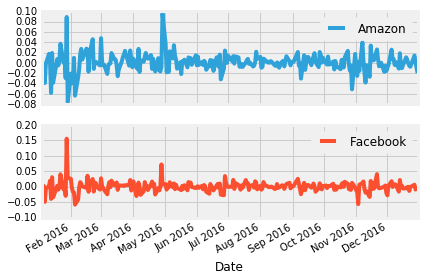 0.10
0.08
0.06
0.04
0.02
0.00
−0.02
−0.04
−0.06
−0.08
Amazon
0.20
0.15
0.10
0.05
0.00
−0.05
−0.10
Facebook
Feb 2016
Mar 2016
Apr 2016
May 2016
Jun 2016
Jul 2016
Aug 2016
Sep 2016
Oct 2016
Nov 2016
Dec 2016
Date